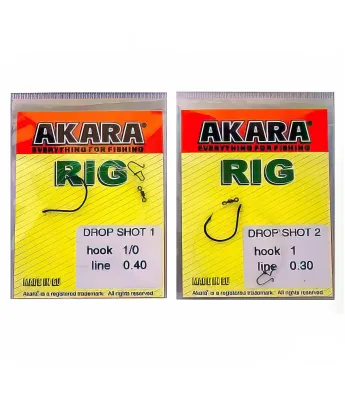 AKARA®
EVERYTHING FOR FISHING
RIG
DROP SHOT 1
hook 1/0
line 0.40
MADE IN EU
Akara® is a registered trademark. All rights reserved.
AKARA®
EVERYTHING FOR FISHING
RIG
DROP SHOT 2
hook 1
line 0.30
MADE IN EU
Akara® is a registered trademark. All rights reserved.